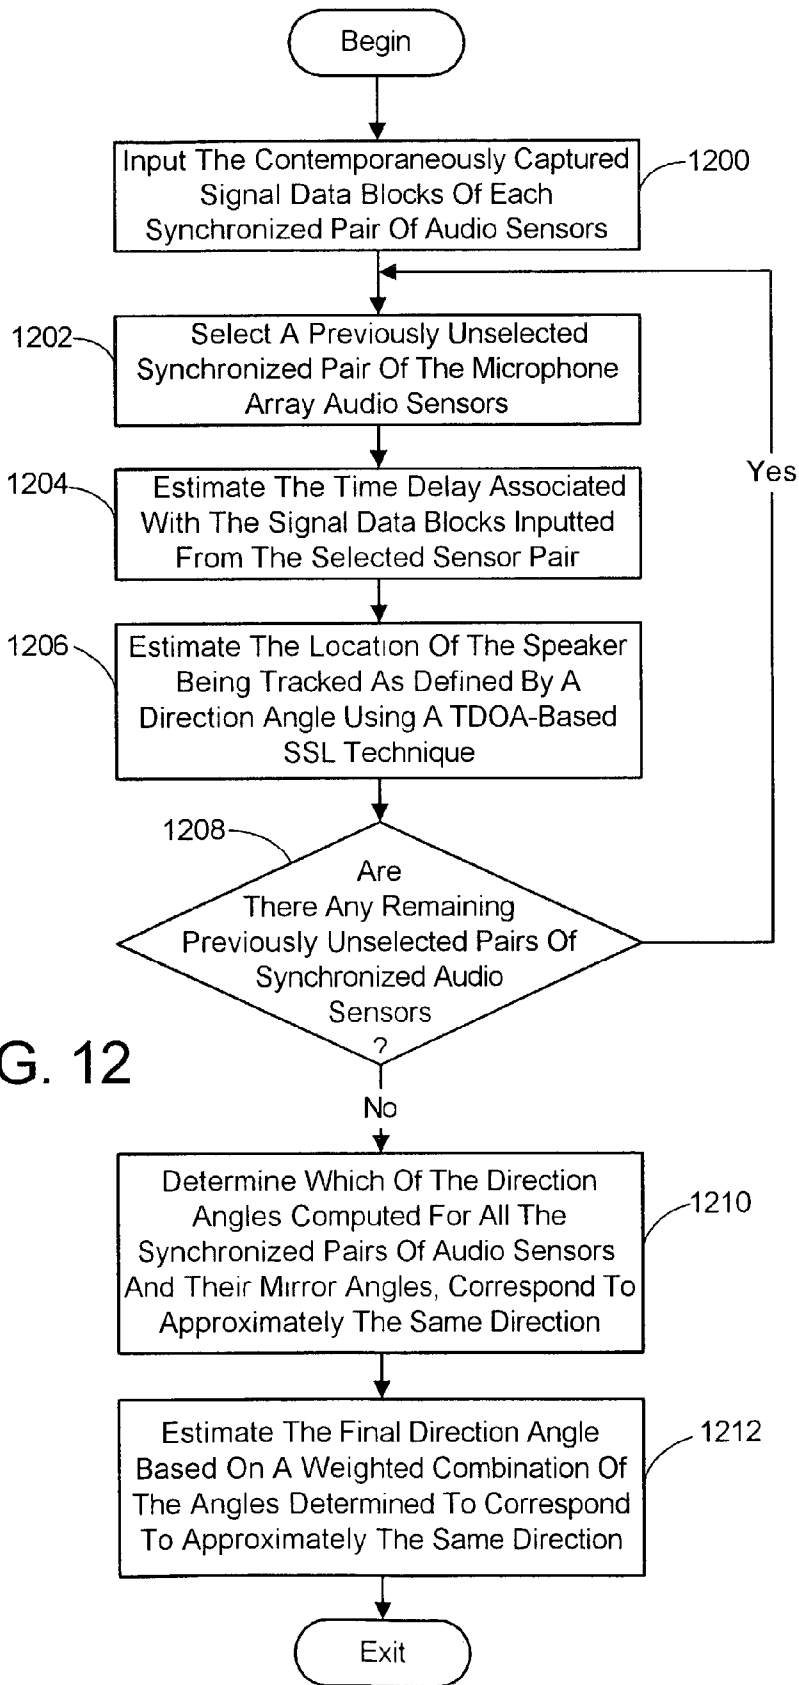 Begin
Input The Contemporaneously Captured
Signal Data Blocks Of Each
Synchronized Pair Of Audio Sensors
1200
1202
Select A Previously Unselected
Synchronized Pair Of The Microphone
Array Audio Sensors
Yes
1204
Estimate The Time Delay Associated
With The Signal Data Blocks Inputted
From The Selected Sensor Pair
1206
Estimate The Location Of The Speaker
Being Tracked As Defined By A
Direction Angle Using A TDOA-Based
SSL Technique
1208
Are
There Any Remaining
Previously Unselected Pairs Of
Synchronized Audio
Sensors
?
G. 12
No
Determine Which Of The Direction
Angles Computed For All The
Synchronized Pairs Of Audio Sensors
And Their Mirror Angles, Correspond To
Approximately The Same Direction
1210
Estimate The Final Direction Angle
Based On A Weighted Combination Of
The Angles Determined To Correspond
To Approximately The Same Direction
1212
Exit